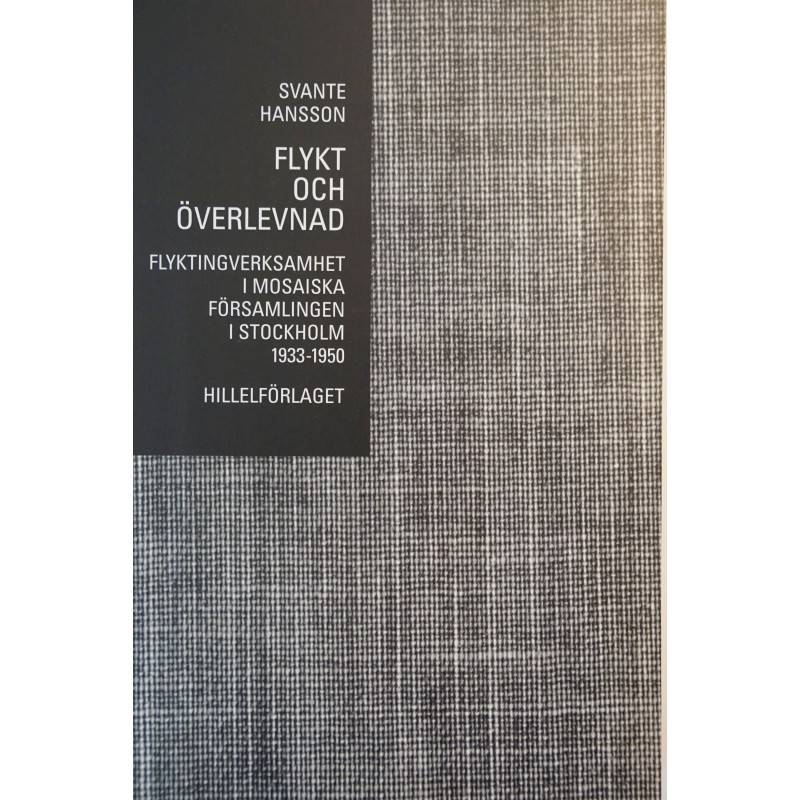 SVANTE
HANSSON
FLYKT
OCH
ÖVERLEVNAD
FLYKTINGVERKSAMHET
I MOSAISKA
FÖRSAMLINGEN
I STOCKHOLM
1933-1950
HILLELFÖRLAGET